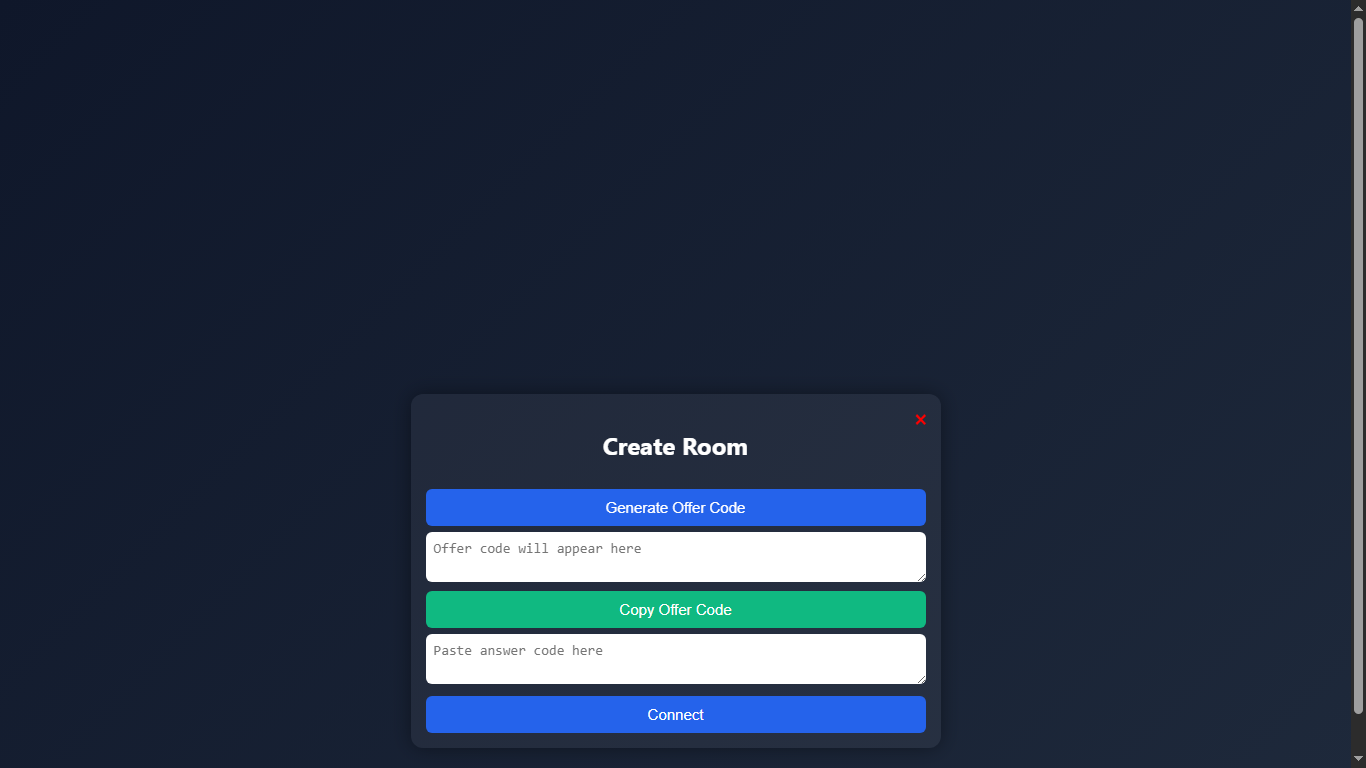 ×
Create Room
Generate Offer Code
Offer code will appear here
Copy Offer Code
Paste answer code here
Connect